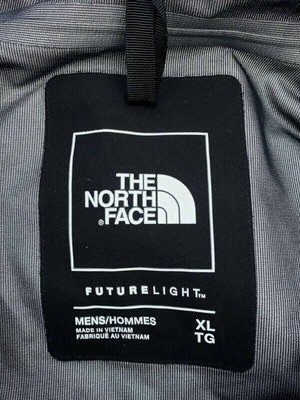 THE
NORTH
FACE®
FUTURELIGHT™
MENS/HOMMES XL
MADE IN VIETNAM TG
FABRIQUÉ AU VIETNAM